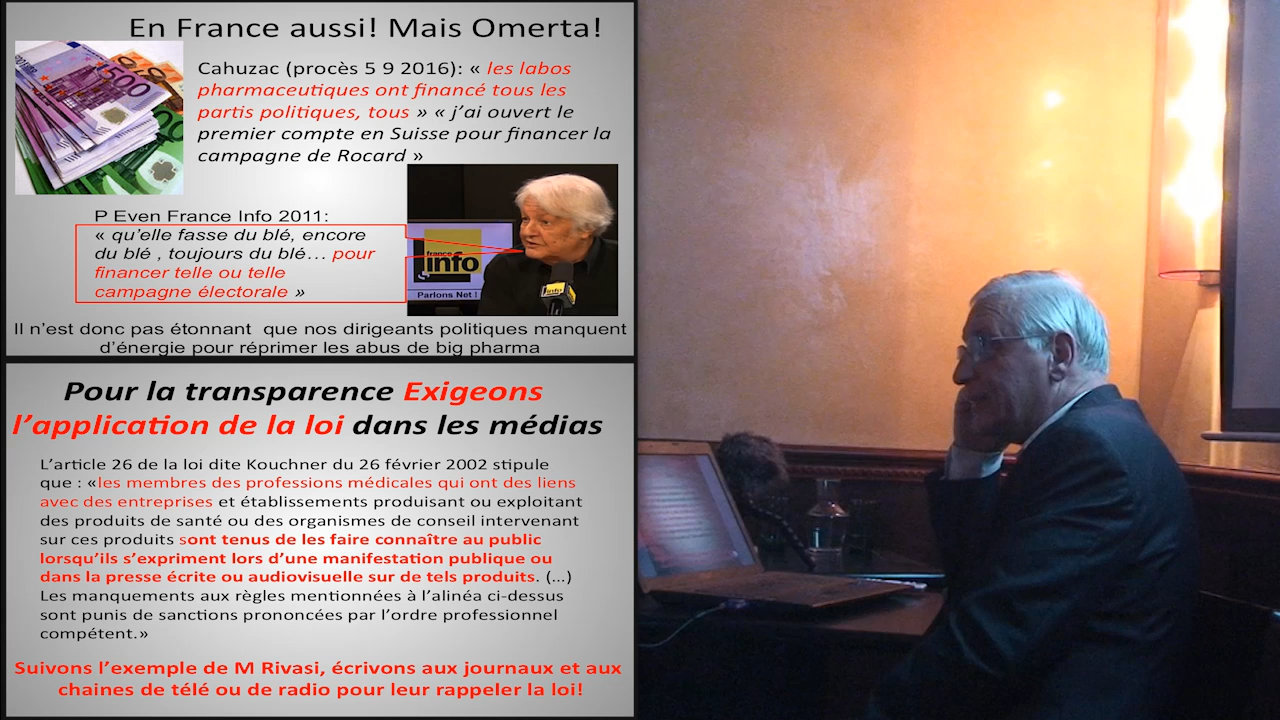 En France aussi! Mais Omerta!
Cahuzac (procès 5 9 2016): « les labos
pharmaceutiques ont financé tous les
partis politiques, tous » « j’ai ouvert le
premier compte en Suisse pour financer la
campagne de Rocard »
P Even France Info 2011:
« qu’elle fasse du blé, encore
du blé , toujours du blé… pour
financer telle ou telle
campagne électorale »
france
info
Parlons Net !
info
Il n’est donc pas étonnant  que nos dirigeants politiques manquent
d’énergie pour réprimer les abus de big pharma
Pour la transparence Exigeons
l’application de la loi dans les médias
L’article 26 de la loi dite Kouchner du 26 février 2002 stipule
que : «les membres des professions médicales qui ont des liens
avec des entreprises et établissements produisant ou exploitant
des produits de santé ou des organismes de conseil intervenant
sur ces produits sont tenus de les faire connaître au public
lorsqu’ils s’expriment lors d’une manifestation publique ou
dans la presse écrite ou audiovisuelle sur de tels produits. (…)
Les manquements aux règles mentionnées à l’alinéa ci-dessus
sont punis de sanctions prononcées par l’ordre professionnel
compétent.»
Suivons l’exemple de M Rivasi, écrivons aux journaux et aux
chaines de télé ou de radio pour leur rappeler la loi!